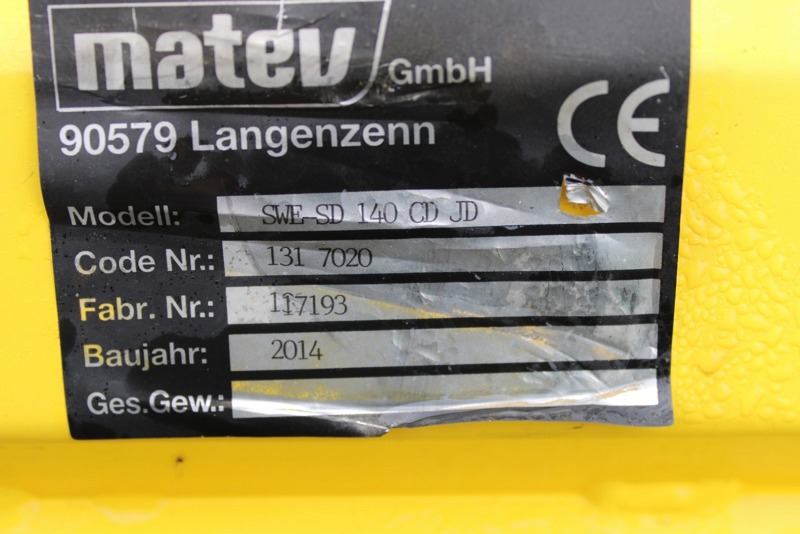 matev GmbH
90579 Langenzenn
CE
Modell: SWE-SD 140 CD JD
Code Nr.: 131 7020
Fabr. Nr.: 117193
Baujahr: 2014
Ges.Gew.: